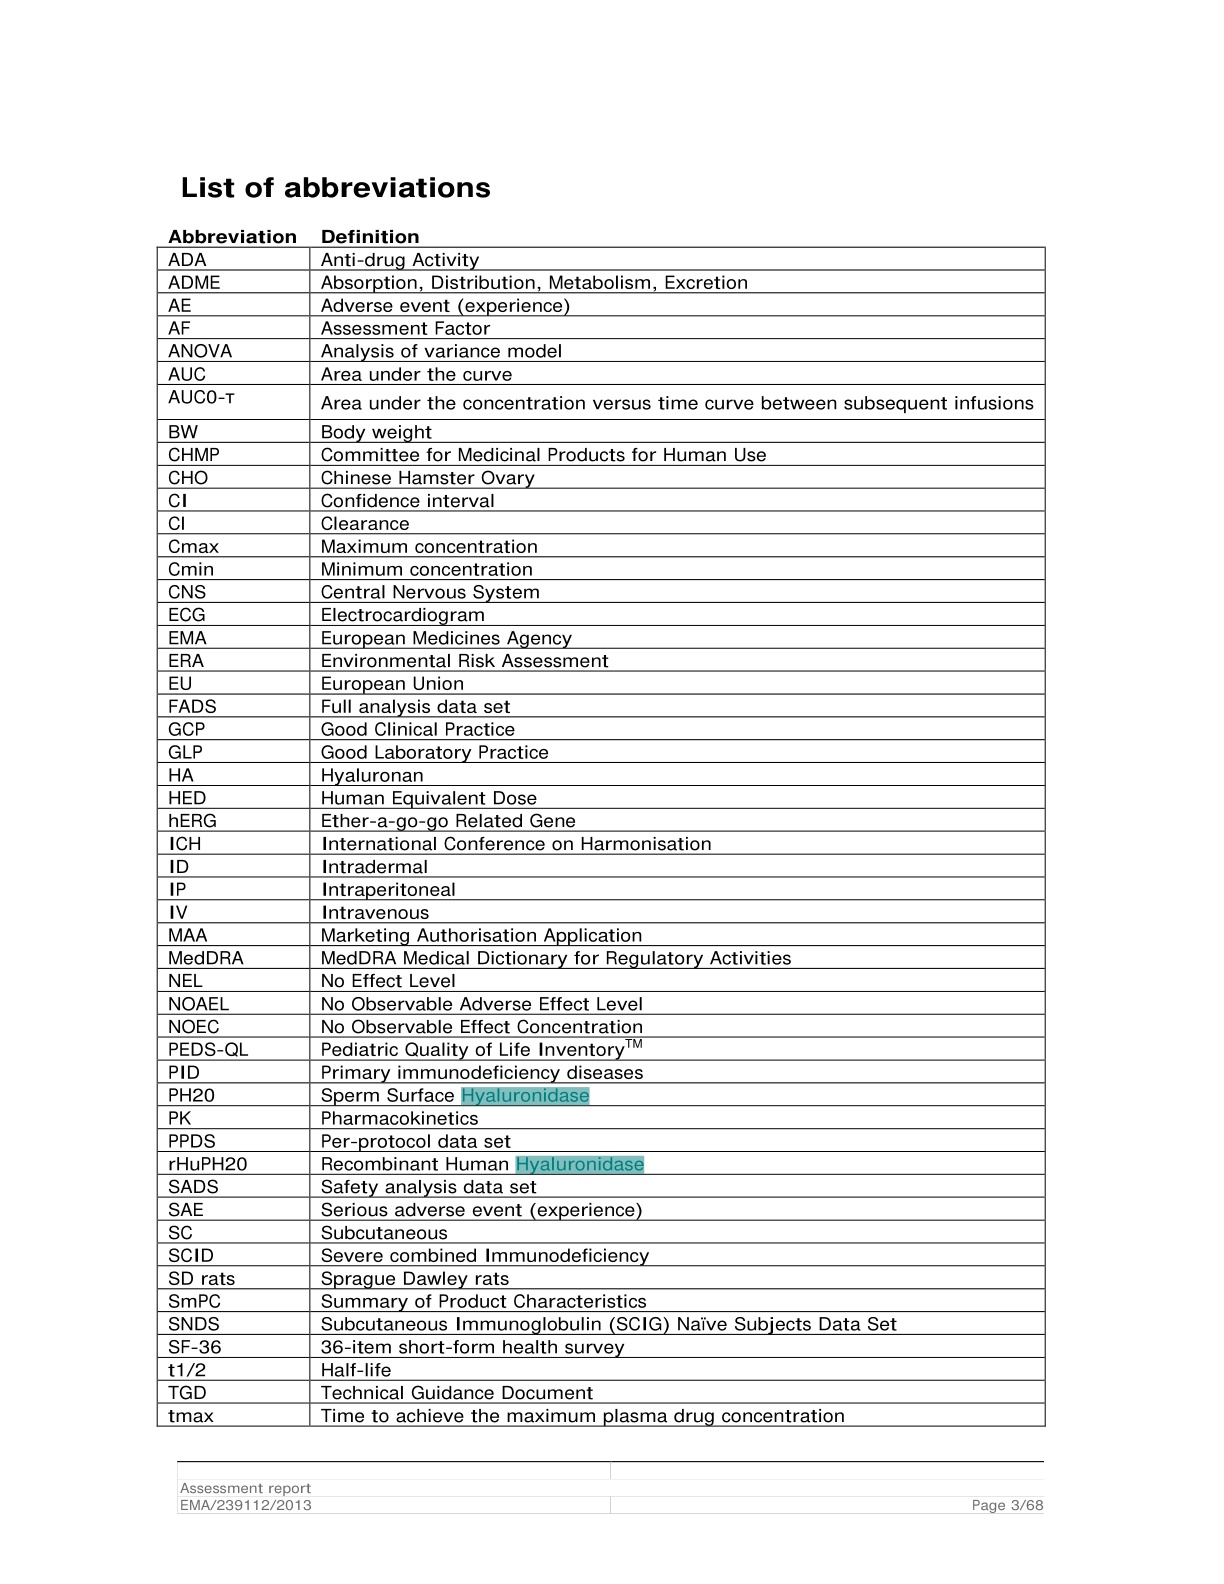 List of abbreviations
Abbreviation Definition
ADA Anti-drug Activity
ADME Absorption, Distribution, Metabolism, Excretion
AE Adverse event (experience)
AF Assessment Factor
ANOVA Analysis of variance model
AUC Area under the curve
AUC0-τ Area under the concentration versus time curve between subsequent infusions
BW Body weight
CHMP Committee for Medicinal Products for Human Use
CHO Chinese Hamster Ovary
CI Confidence interval
Cl Clearance
Cmax Maximum concentration
Cmin Minimum concentration
CNS Central Nervous System
ECG Electrocardiogram
EMA European Medicines Agency
ERA Environmental Risk Assessment
EU European Union
FADS Full analysis data set
GCP Good Clinical Practice
GLP Good Laboratory Practice
HA Hyaluronan
HED Human Equivalent Dose
hERG Ether-a-go-go Related Gene
ICH International Conference on Harmonisation
ID Intradermal
IP Intraperitoneal
IV Intravenous
MAA Marketing Authorisation Application
MedDRA MedDRA Medical Dictionary for Regulatory Activities
NEL No Effect Level
NOAEL No Observable Adverse Effect Level
NOEC No Observable Effect Concentration
PEDS-QL Pediatric Quality of Life Inventory™
PID Primary immunodeficiency diseases
PH20 Sperm Surface Hyaluronidase
PK Pharmacokinetics
PPDS Per-protocol data set
rHuPH20 Recombinant Human Hyaluronidase
SADS Safety analysis data set
SAE Serious adverse event (experience)
SC Subcutaneous
SCID Severe combined Immunodeficiency
SD rats Sprague Dawley rats
SmPC Summary of Product Characteristics
SNDS Subcutaneous Immunoglobulin (SCIG) Naïve Subjects Data Set
SF-36 36-item short-form health survey
t1/2 Half-life
TGD Technical Guidance Document
tmax Time to achieve the maximum plasma drug concentration
Assessment report
EMA/239112/2013 Page 3/68